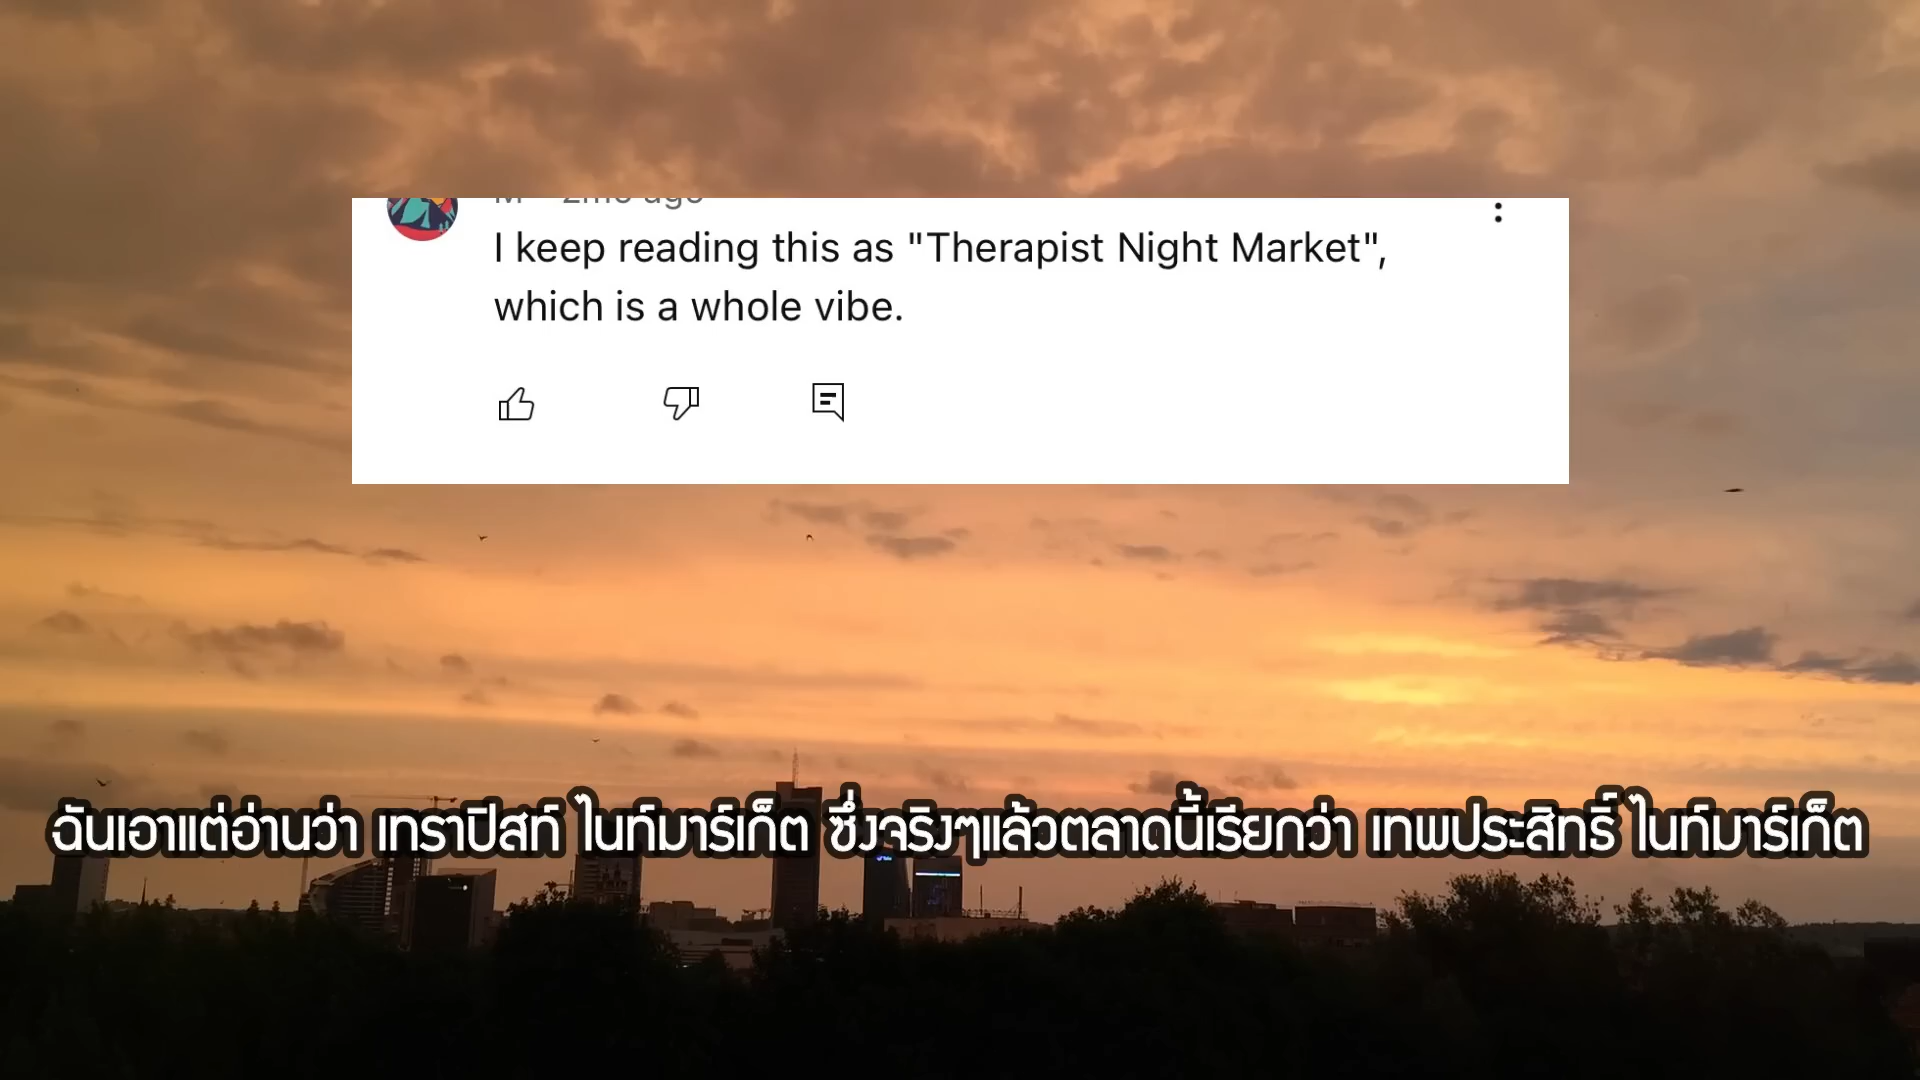 I keep reading this as "Therapist Night Market",
which is a whole vibe.
ฉันเอาแต่อ่านว่า เทราปิสท์ ไนท์มาร์เก็ต ซึ่งจริงๆแล้วตลาดนี้เรียกว่า เทพประสิทธิ์ ไนท์มาร์เก็ต